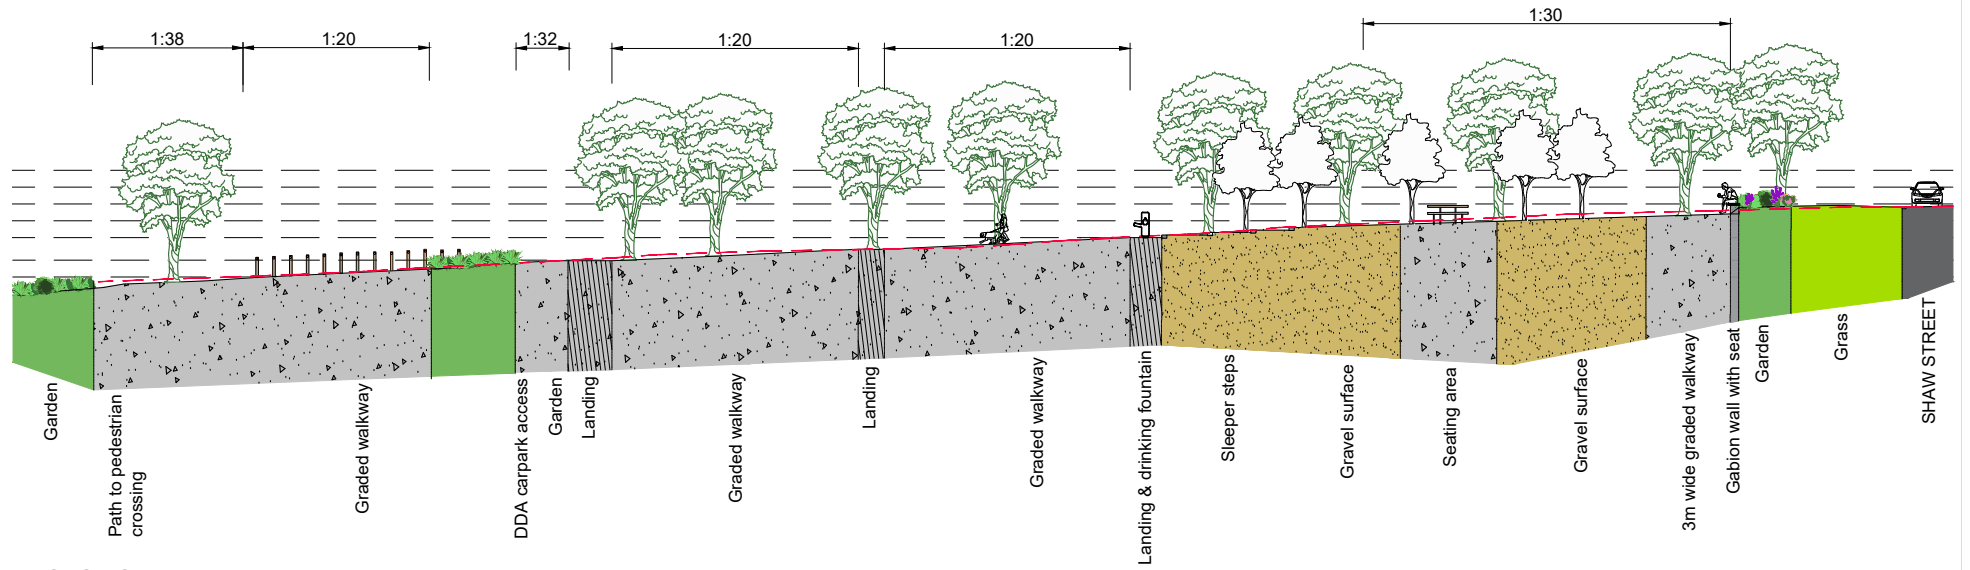 1:38
1:20
1:32
1:20
1:20
1:30
Garden
Path to pedestrian
crossing
Graded walkway
DDA carpark access
Garden
Landing
Graded walkway
Landing
Graded walkway
Landing & drinking fountain
Sleeper steps
Gravel surface
Seating area
Gravel surface
3m wide graded walkway
Gabion wall with seat
Garden
Grass
SHAW STREET